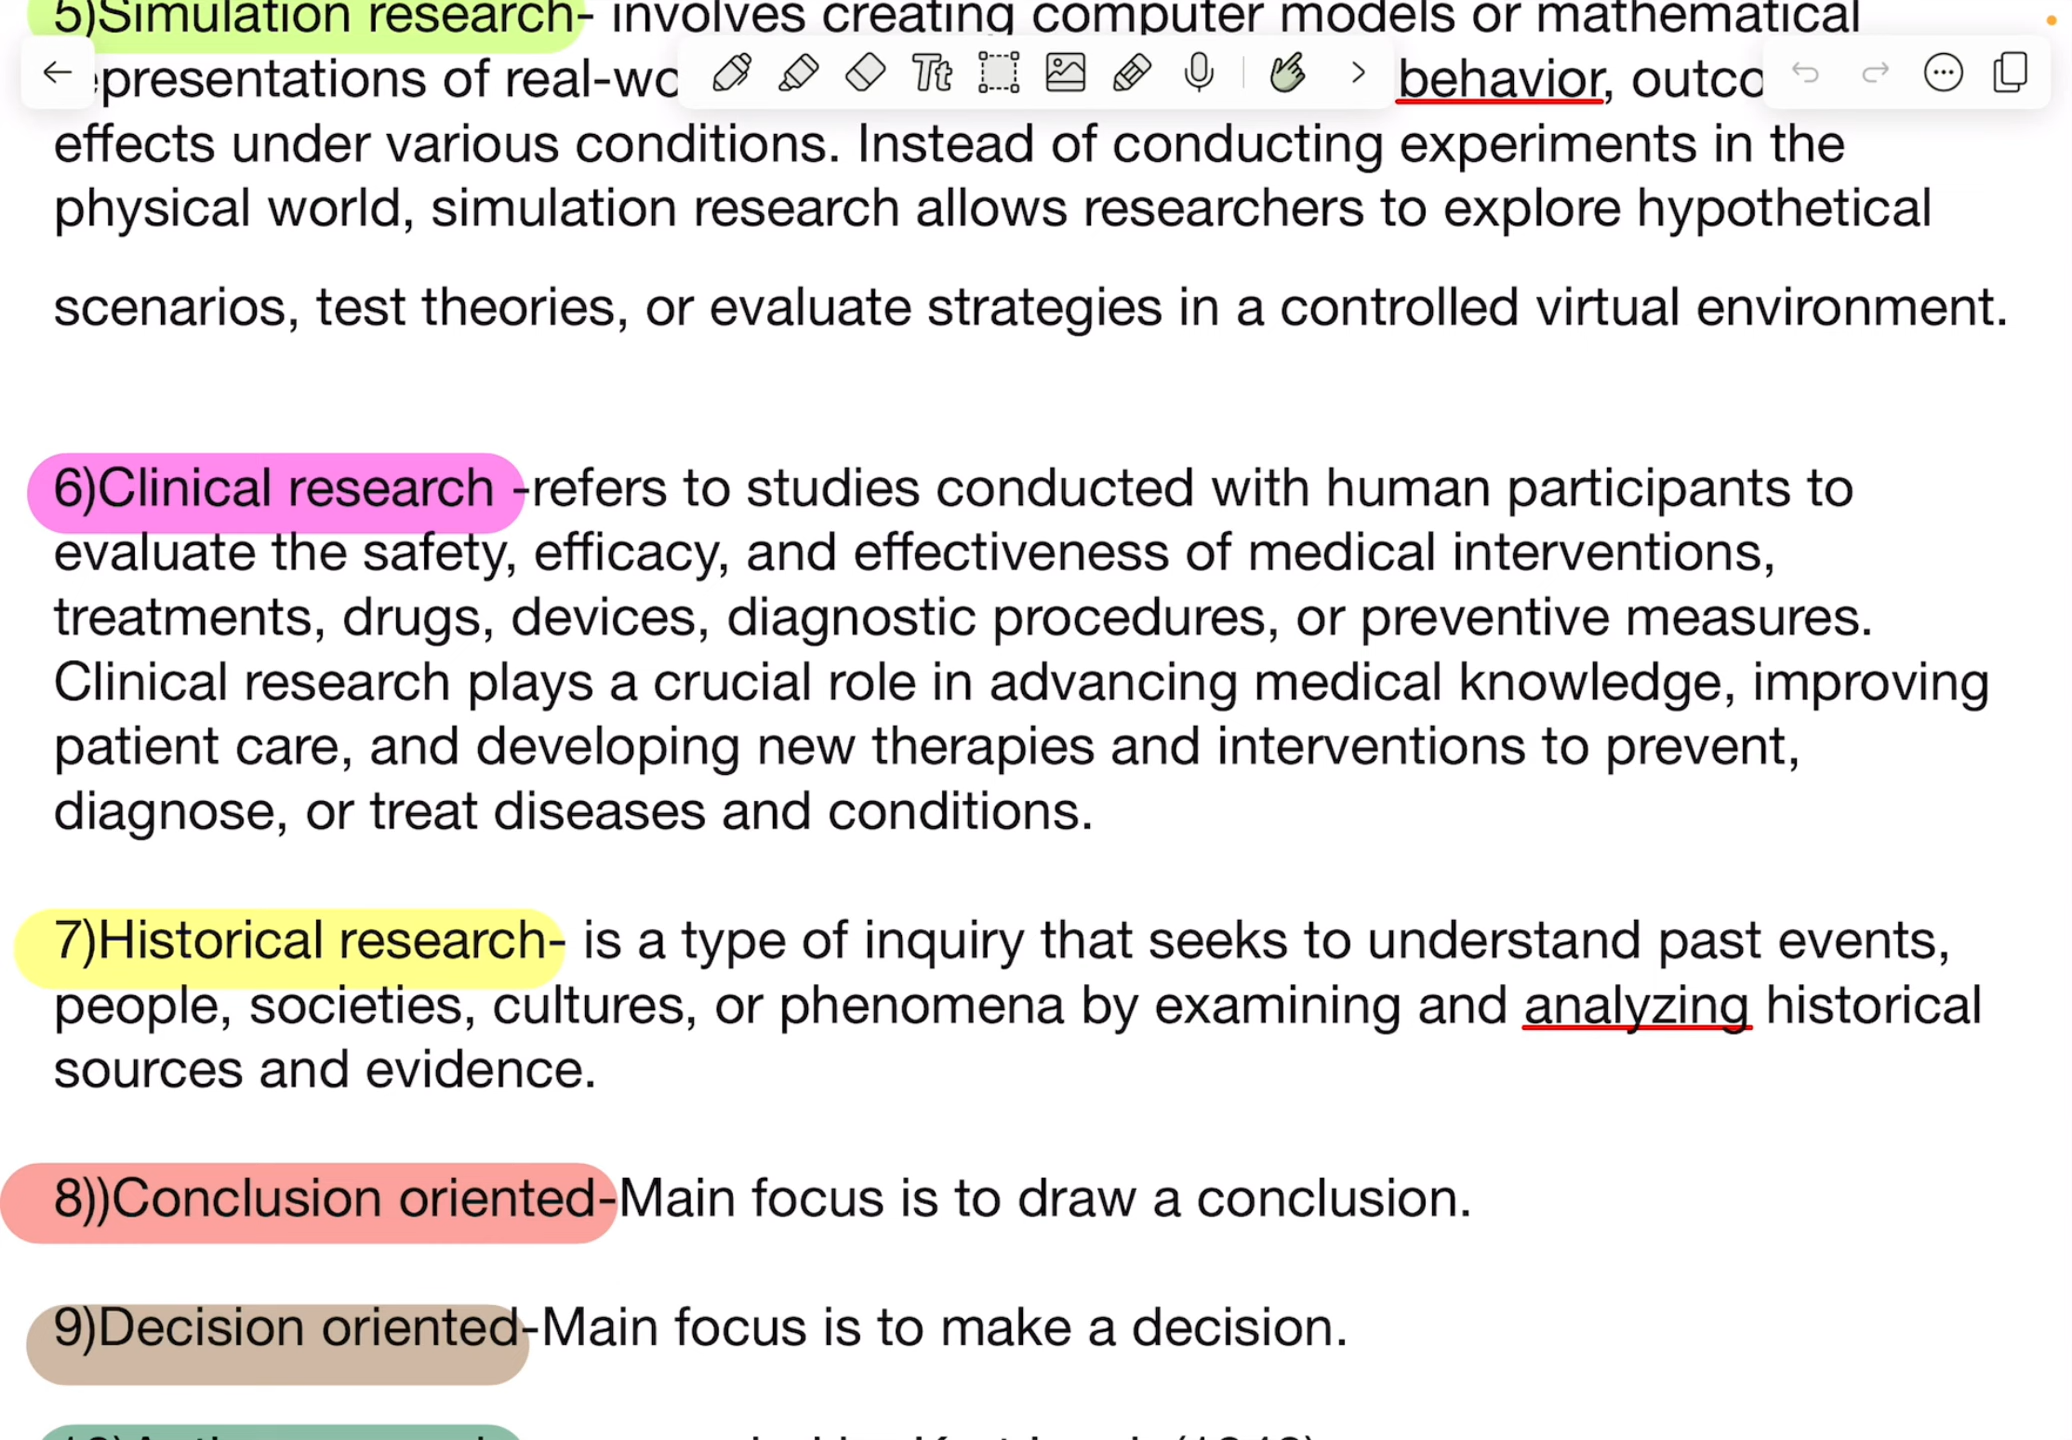 5)Simulation research- involves creating computer models or mathematical
epresentations of real-wo behavior, outco
effects under various conditions. Instead of conducting experiments in the
physical world, simulation research allows researchers to explore hypothetical
scenarios, test theories, or evaluate strategies in a controlled virtual environment.
6)Clinical research -refers to studies conducted with human participants to
evaluate the safety, efficacy, and effectiveness of medical interventions,
treatments, drugs, devices, diagnostic procedures, or preventive measures.
Clinical research plays a crucial role in advancing medical knowledge, improving
patient care, and developing new therapies and interventions to prevent,
diagnose, or treat diseases and conditions.
7)Historical research- is a type of inquiry that seeks to understand past events,
people, societies, cultures, or phenomena by examining and analyzing historical
sources and evidence.
8))Conclusion oriented-Main focus is to draw a conclusion.
9)Decision oriented-Main focus is to make a decision.